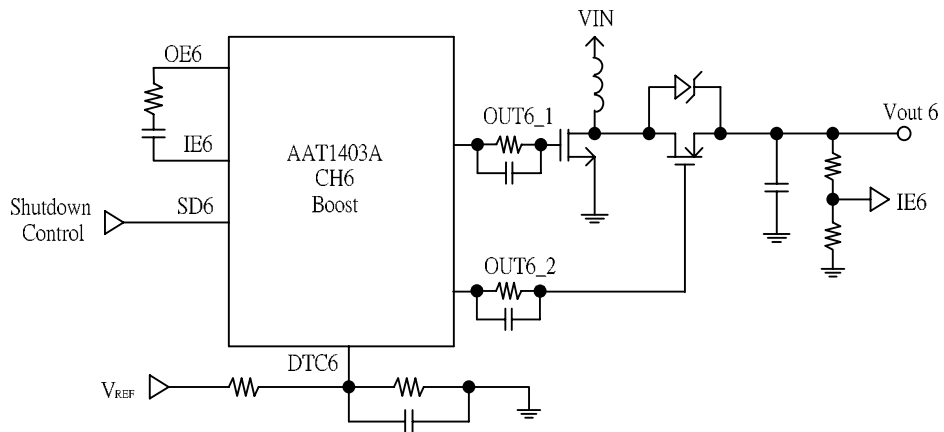 VIN
OE6
OUT6_1
Vout 6
IE6
AAT1403A
CH6
Boost
IE6
Shutdown
Control
SD6
OUT6_2
DTC6
VREF